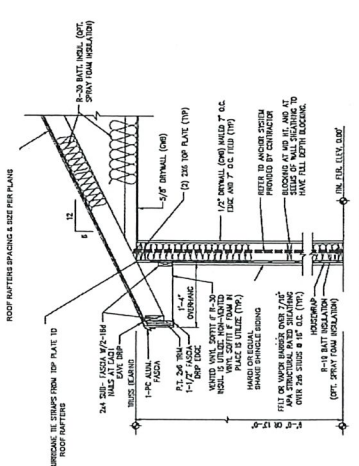 ROOF RAFTERS SPACING & SIZE PER PLANS
URRICANE TIE STRAPS FROM TOP PLATE TO
ROOF RAFTERS
R-30 BATT. INSUL. (OPT.
SPRAY FOAM INSULATION)
12
6
2x4 SUB- FASCIA W/2-16d
NAILS AT EACH
EAVE DRIP
TRUSS BEARING
1-PC ALUM.
FASCIA
P.T. 2x6 TRIM
1-1/2" FASCIA
DRIP EDGE
1'-4"
OVERHANG
VENTED VINYL SOFFIT IF R-30
INSUL IS UTILIZE, NON-VENTED
VINYL SOFFIT IF FOAM IN
PLACE IS UTILIZE (TYP.)
HARDI OR EQUAL
SHAKE SHINGLE SIDING
FELT OR VAPOR BARRIER OVER 7/16"
APA STRUCTURAL RATED SHEATHING
OVER 2x6 STUDS @ 16" O.C. (TYP.)
HOUSEWRAP
R-19 BATT INSULATION
(OPT. SPRAY FOAM INSULATION)
5/8" DRYWALL (GWB)
(2) 2X6 TOP PLATE (TYP)
1/2" DRYWALL (GWB) NAILED 7" O.C.
EDGE AND 7" O.C. FIELD (TYP)
REFER TO ANCHOR SYSTEM
PROVIDED BY CONTRACTOR
BLOCKING AT MID HT. AND AT
SEEMS OF WALL SHEATHING TO
HAVE FULL DEPTH BLOCKING.
FIN. FLR. ELEV. 0.00'